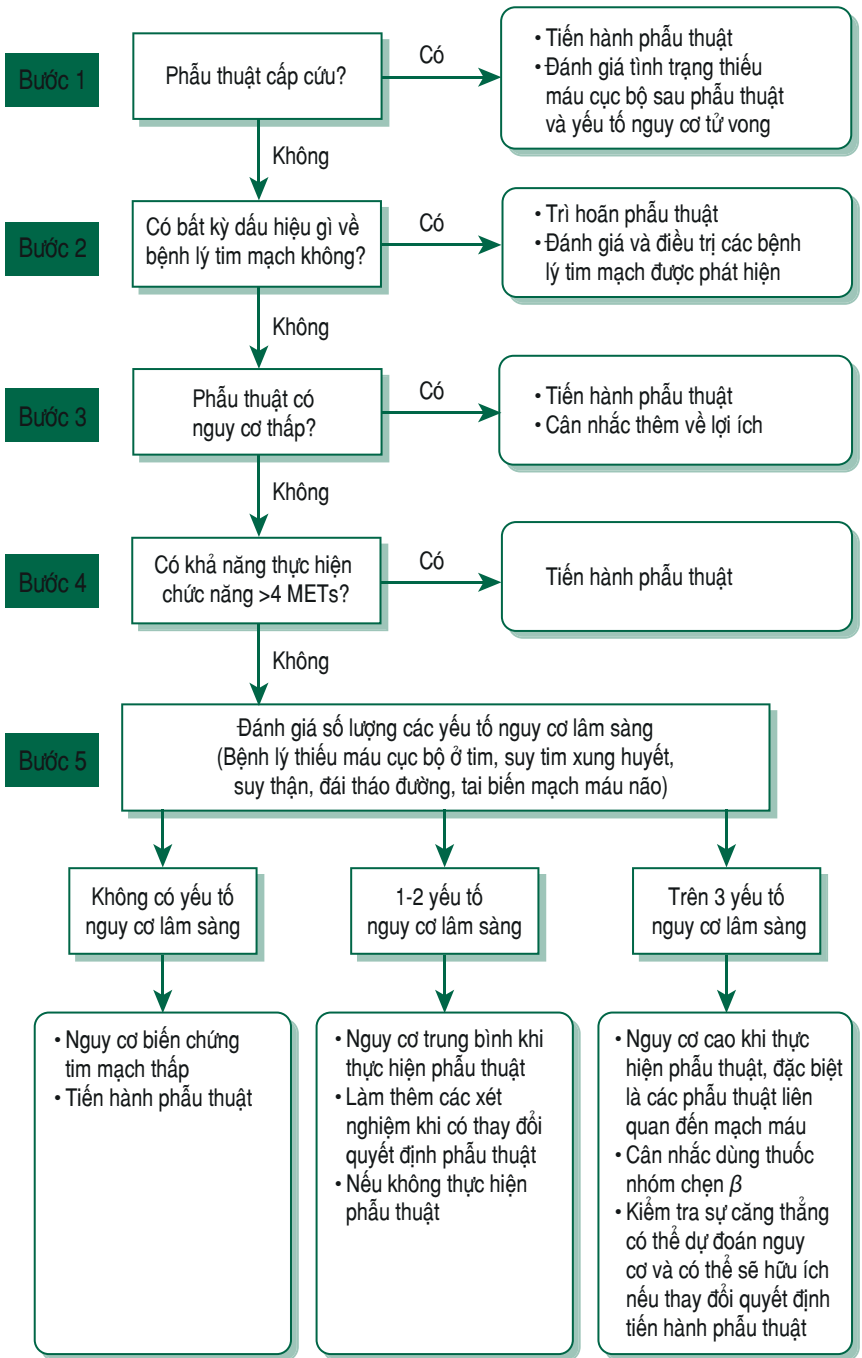 Bước 1
Phẫu thuật cấp cứu?
Có
• Tiến hành phẫu thuật
• Đánh giá tình trạng thiếu
máu cục bộ sau phẫu thuật
và yếu tố nguy cơ tử vong
Không
Bước 2
Có bất kỳ dấu hiệu gì về
bệnh lý tim mạch không?
Có
• Trì hoãn phẫu thuật
• Đánh giá và điều trị các bệnh
lý tim mạch được phát hiện
Không
Bước 3
Phẫu thuật có
nguy cơ thấp?
Có
• Tiến hành phẫu thuật
• Cân nhắc thêm về lợi ích
Không
Bước 4
Có khả năng thực hiện
chức năng >4 METs?
Có
Tiến hành phẫu thuật
Không
Bước 5
Đánh giá số lượng các yếu tố nguy cơ lâm sàng
(Bệnh lý thiếu máu cục bộ ở tim, suy tim xung huyết,
suy thận, đái tháo đường, tai biến mạch máu não)
Không có yếu tố
nguy cơ lâm sàng
1-2 yếu tố
nguy cơ lâm sàng
Trên 3 yếu tố
nguy cơ lâm sàng
• Nguy cơ biến chứng
tim mạch thấp
• Tiến hành phẫu thuật
• Nguy cơ trung bình khi
thực hiện phẫu thuật
• Làm thêm các xét
nghiệm khi có thay đổi
quyết định phẫu thuật
• Nếu không thực hiện
phẫu thuật
• Nguy cơ cao khi thực
hiện phẫu thuật, đặc biệt
là các phẫu thuật liên
quan đến mạch máu
• Cân nhắc dùng thuốc
nhóm chẹn β
• Kiểm tra sự căng thẳng
có thể dự đoán nguy
cơ và có thể sẽ hữu ích
nếu thay đổi quyết định
tiến hành phẫu thuật